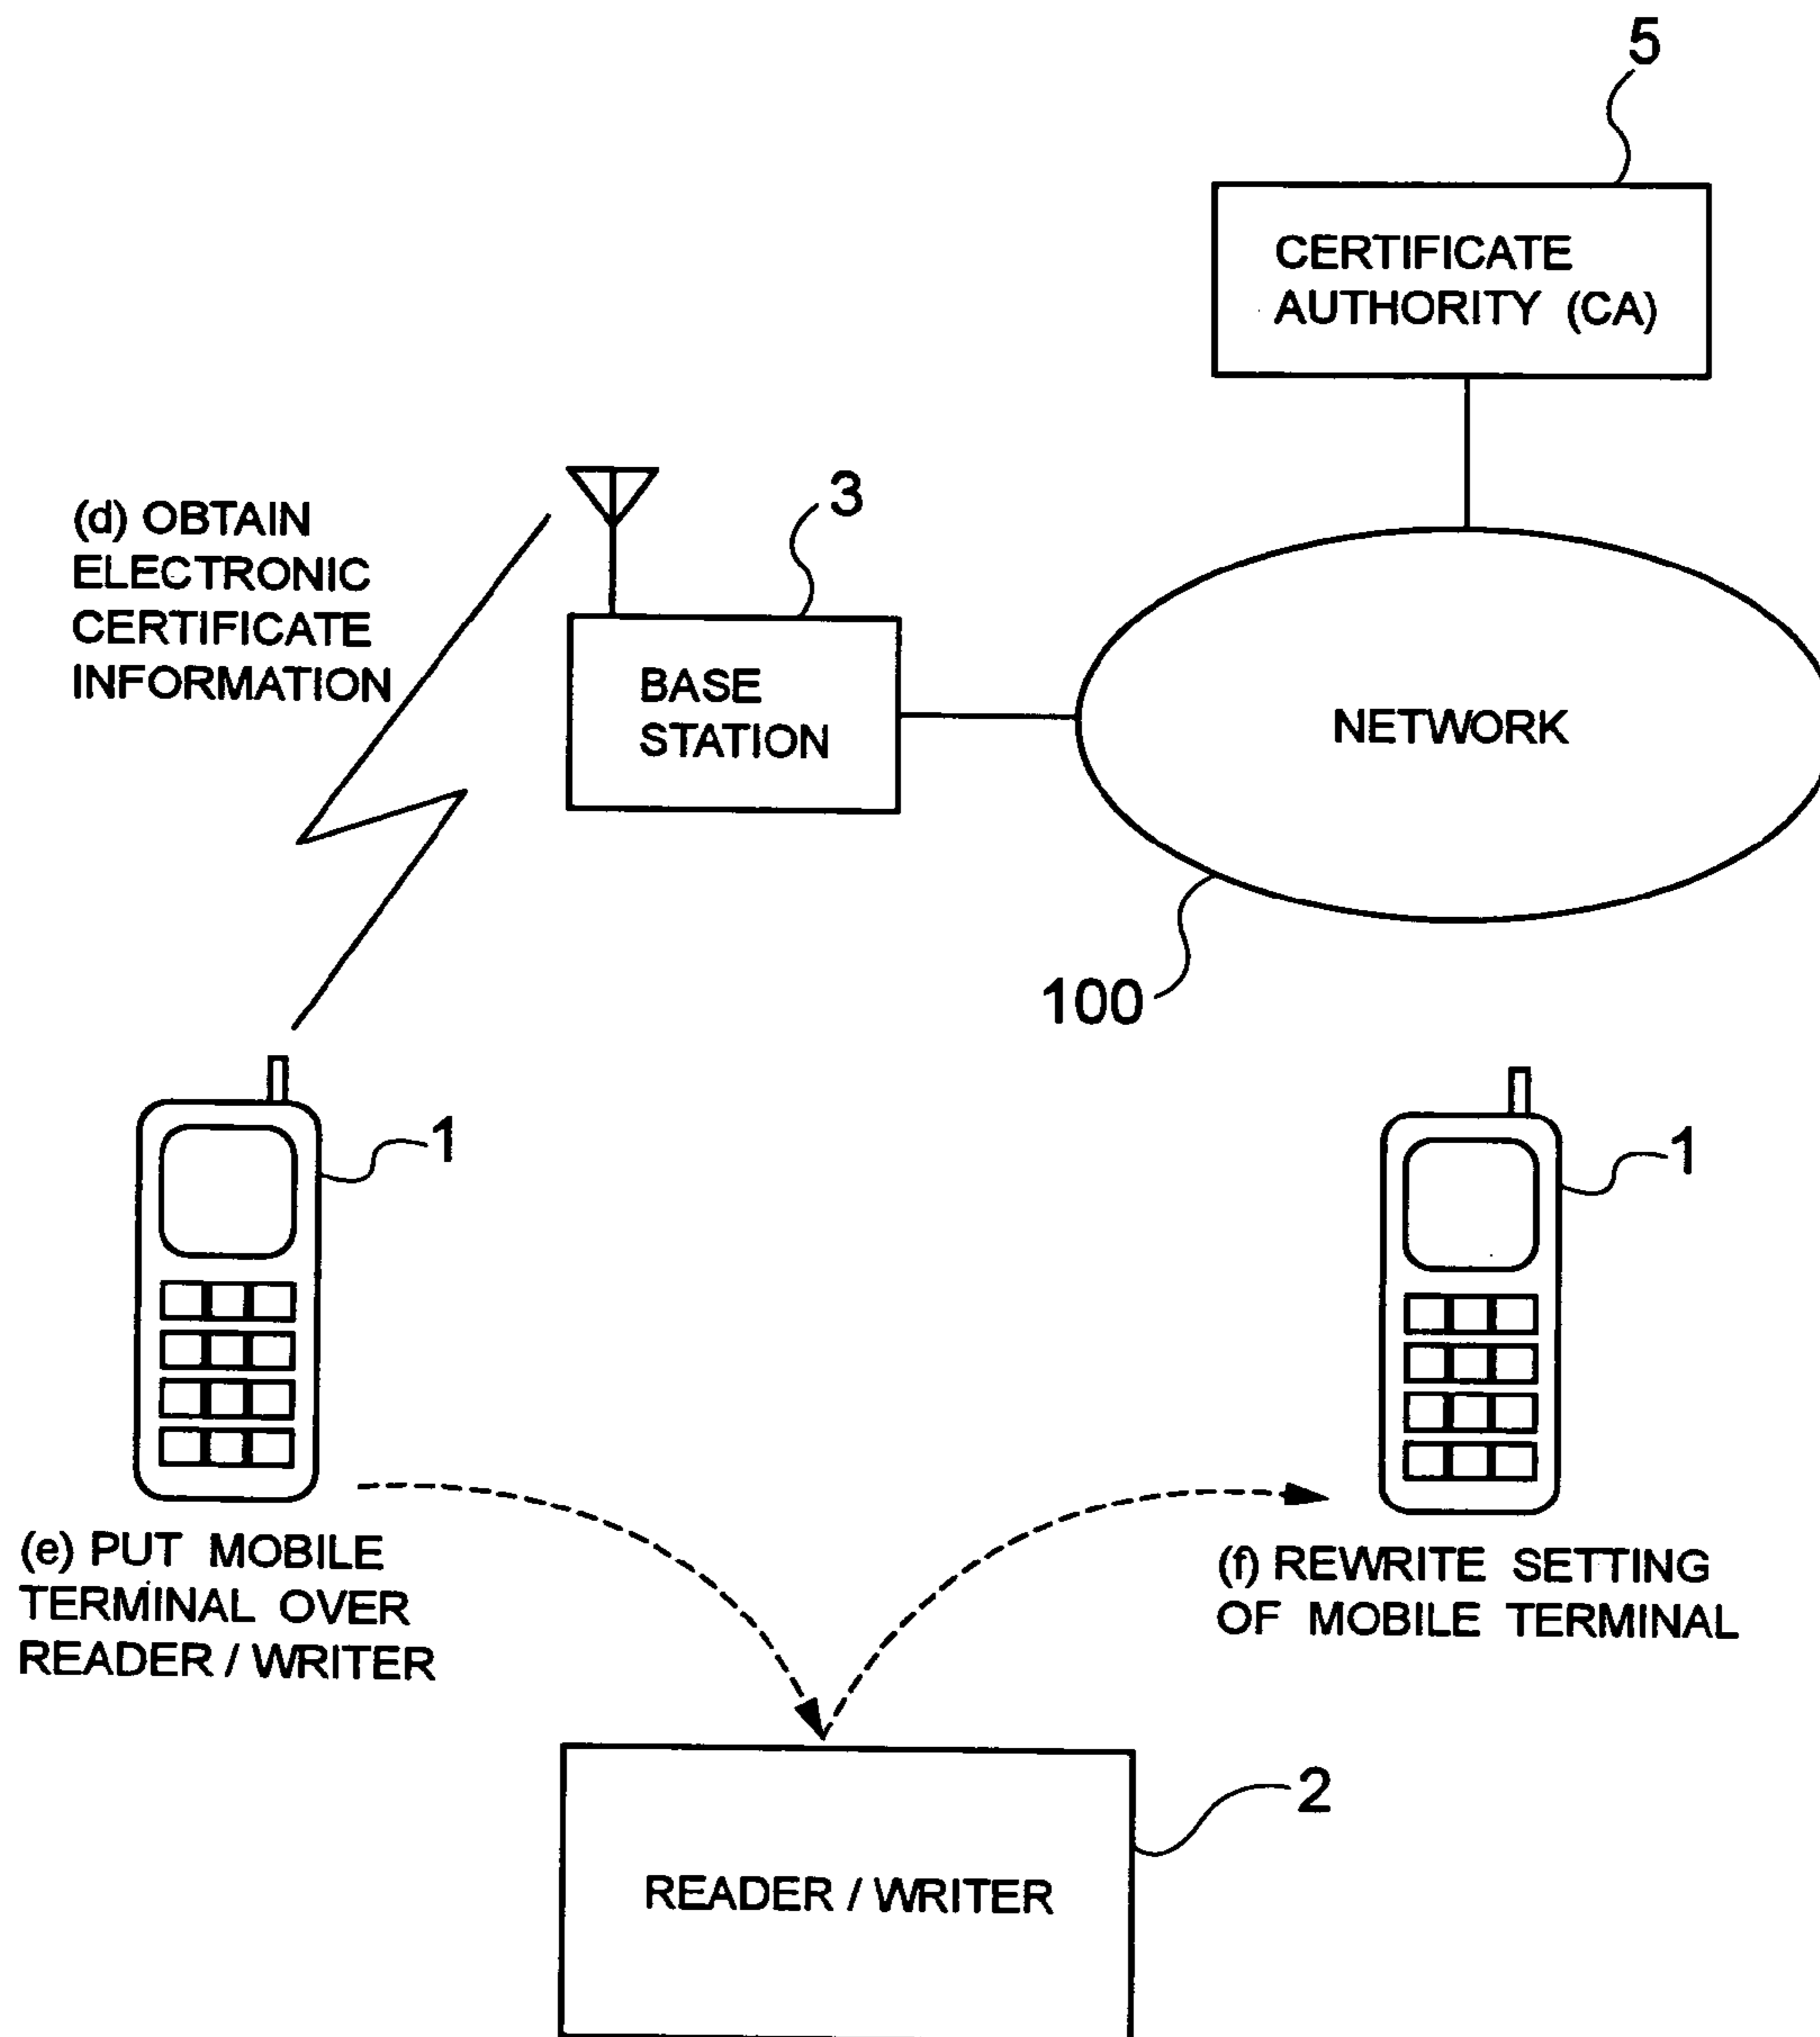 5
CERTIFICATE
AUTHORITY (CA)
(d) OBTAIN
ELECTRONIC
CERTIFICATE
INFORMATION
3
BASE
STATION
NETWORK
100
1
1
(e) PUT MOBILE
TERMINAL OVER
READER / WRITER
(f) REWRITE SETTING
OF MOBILE TERMINAL
2
READER / WRITER